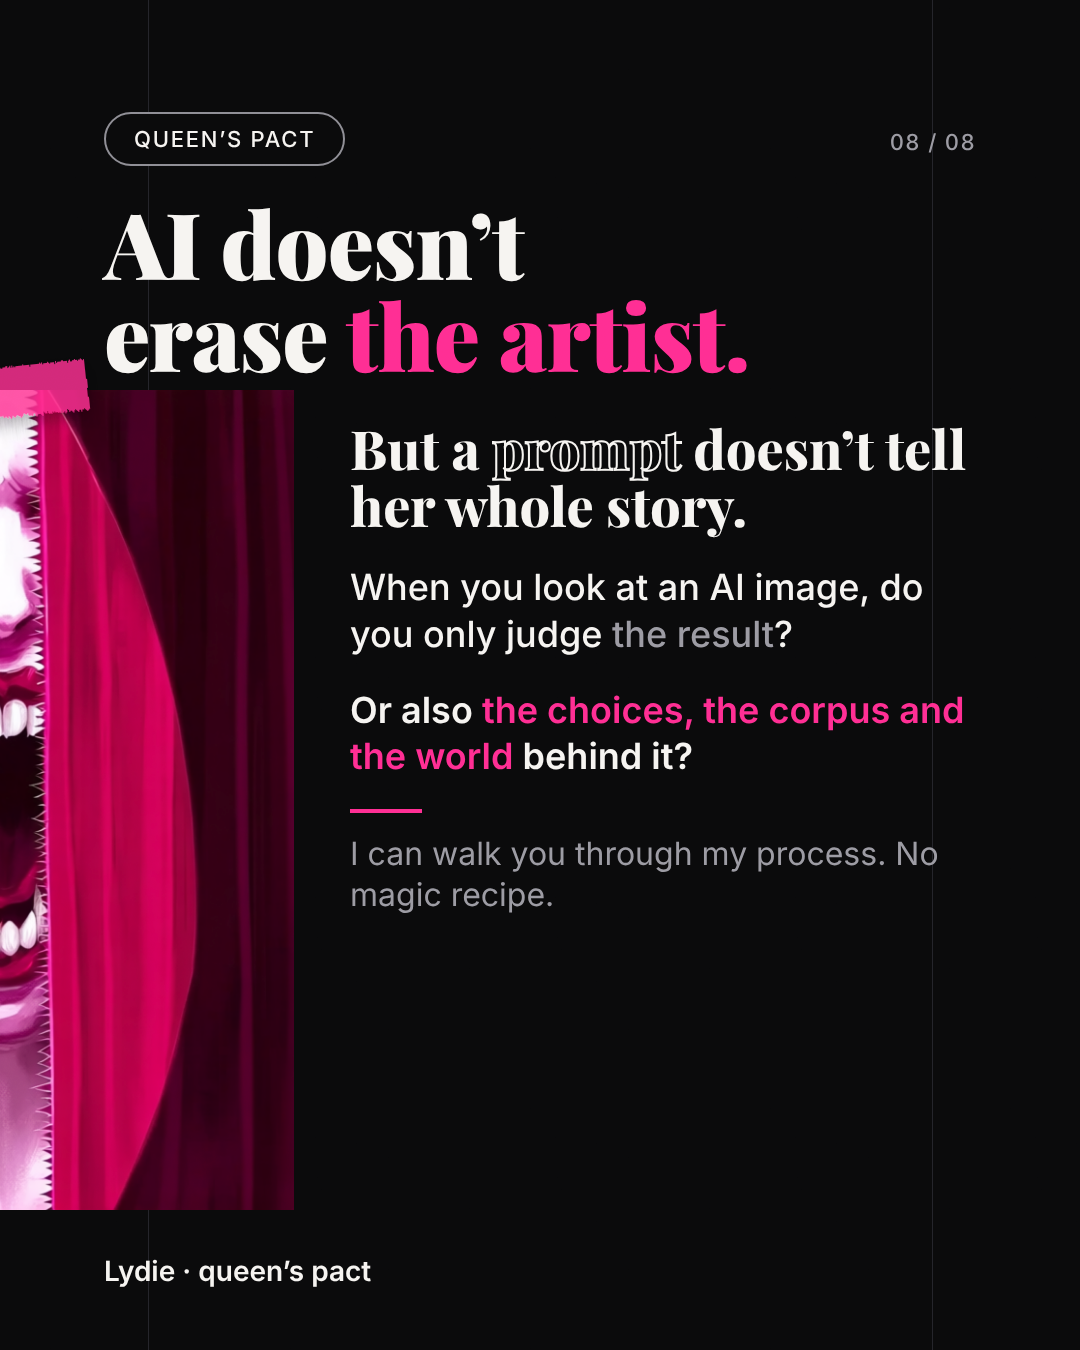 QUEEN’S PACT
08 / 08
AI doesn’t
erase the artist.
But a prompt doesn’t tell
her whole story.
When you look at an AI image, do
you only judge the result?
Or also the choices, the corpus and
the world behind it?
I can walk you through my process. No
magic recipe.
Lydie · queen’s pact